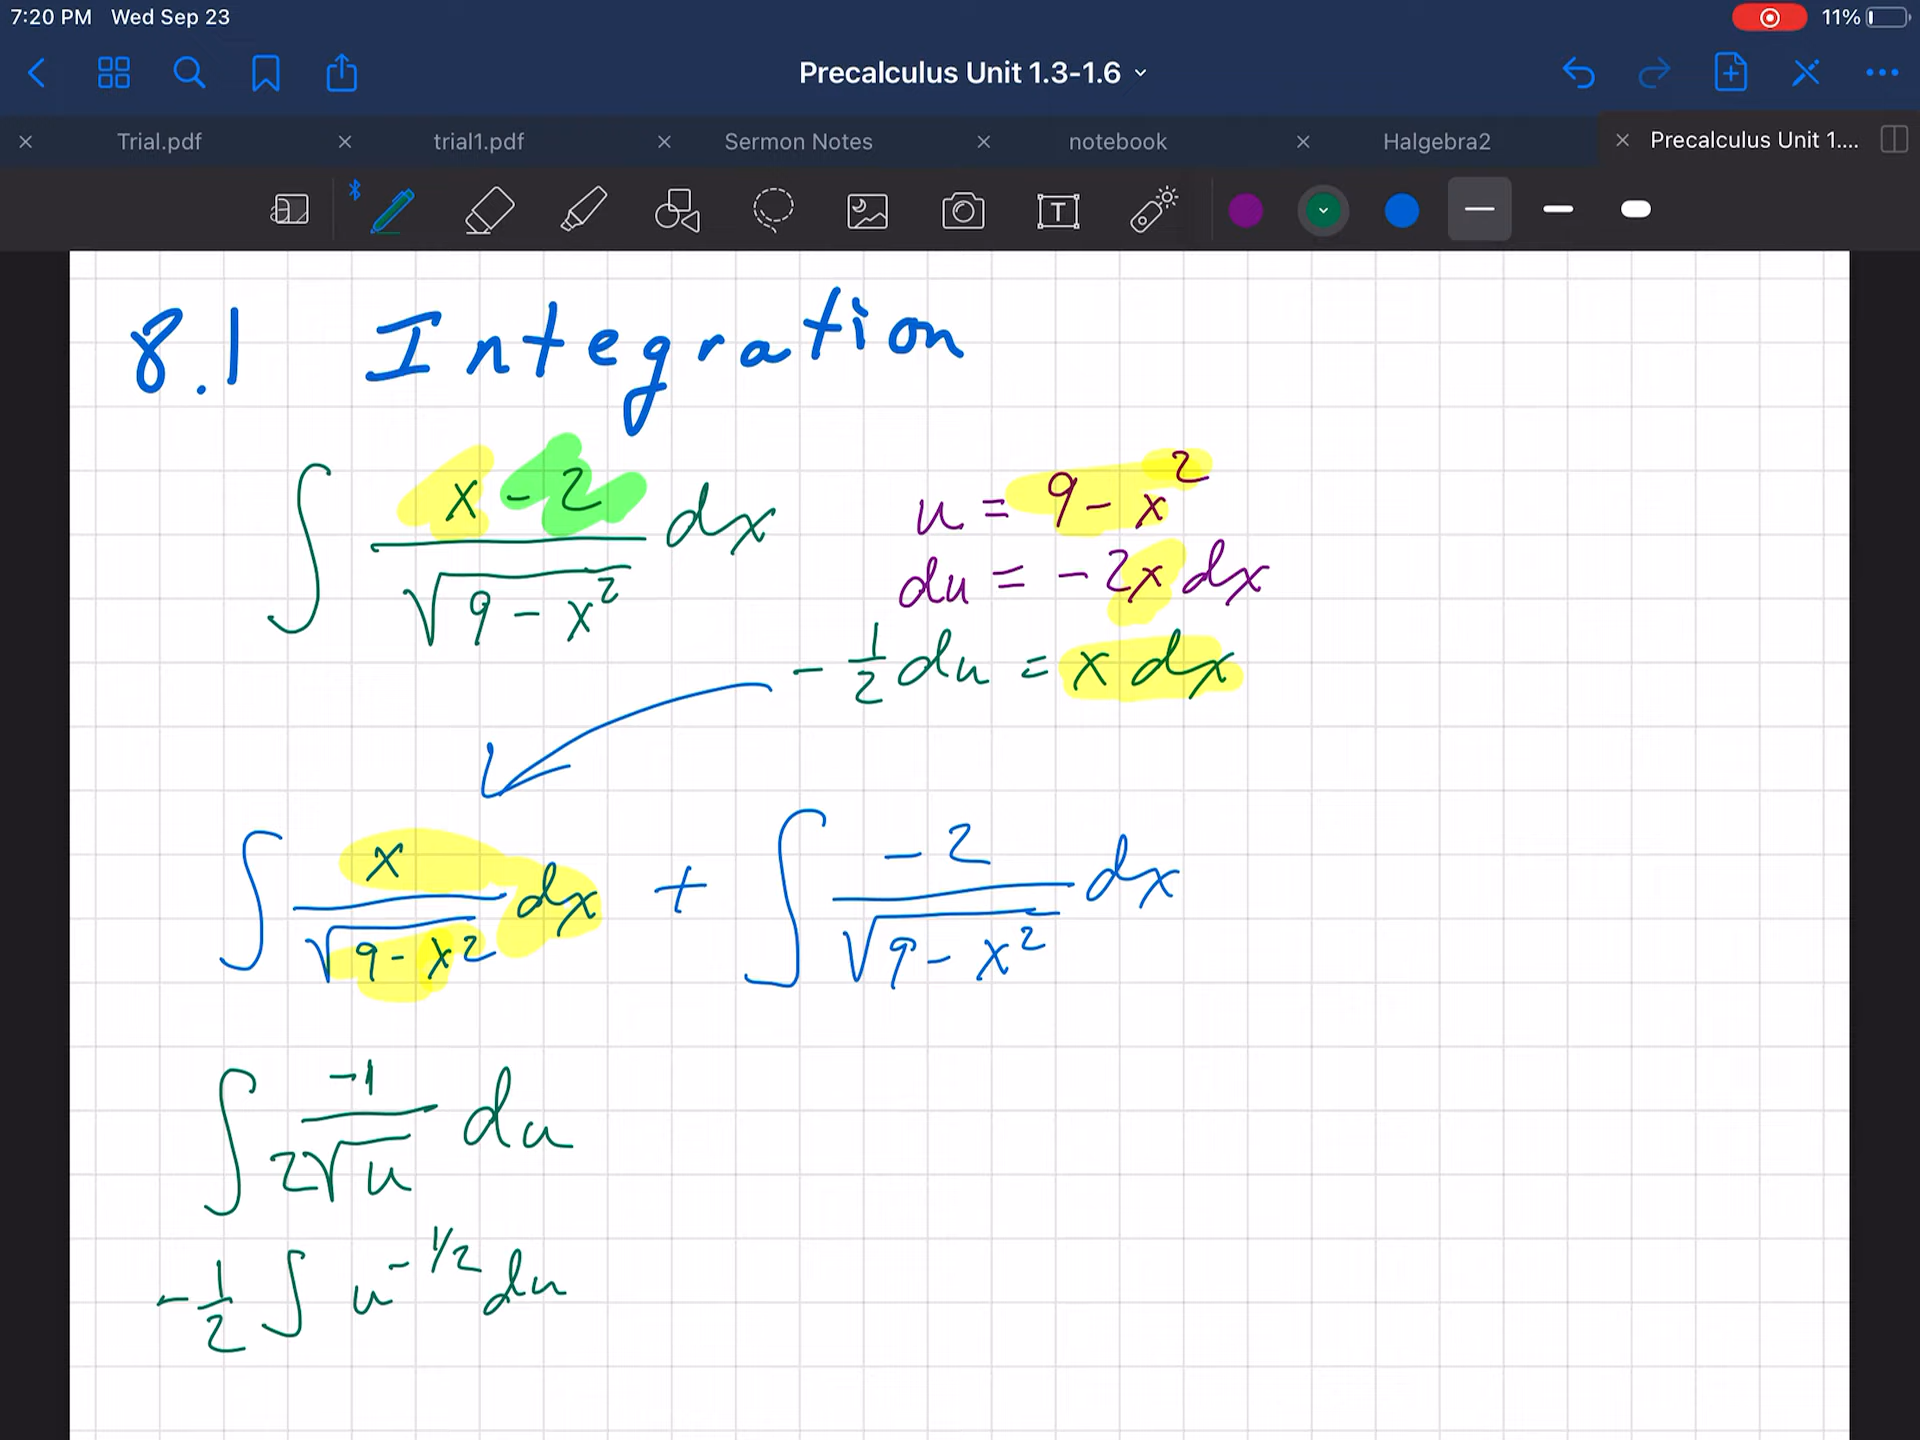 7:20 PM Wed Sep 23 11%
Precalculus Unit 1.3-1.6
Trial.pdf trial1.pdf Sermon Notes notebook Halgebra2 Precalculus Unit 1....
8.1 Integration
∫ (x - 2)/√(9 - x²) dx
u = 9 - x²
du = -2x dx
- 1/2 du = x dx
∫ x/√(9 - x²) dx + ∫ -2/√(9 - x²) dx
∫ -1/(2√u) du
- 1/2 ∫ u^(-1/2) du